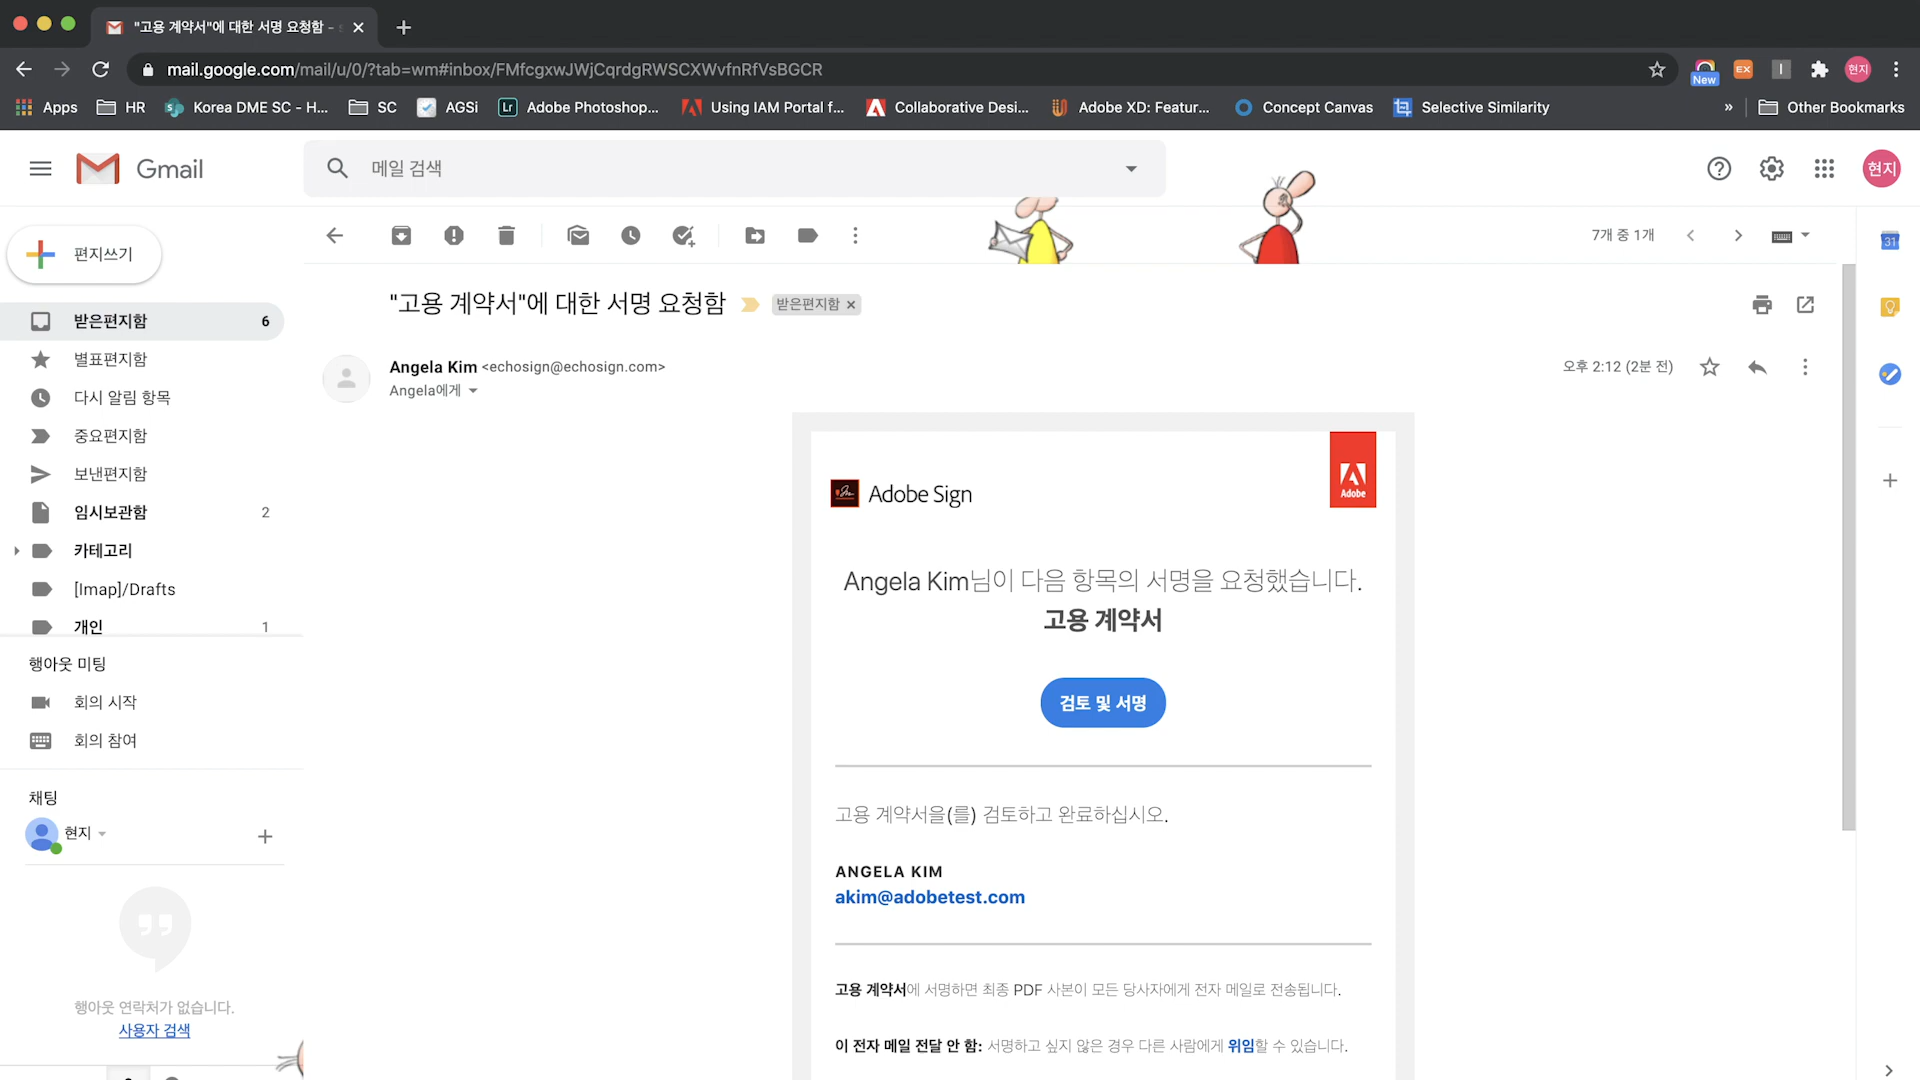 "고용 계약서"에 대한 서명 요청함 -
mail.google.com/mail/u/0/?tab=wm#inbox/FMfcgxwJWjCqrdgRWSCXWvfnRfVsBGCR
New
EX
현지
Apps
HR
Korea DME SC - H...
SC
AGSi
Lr
Adobe Photoshop...
Using IAM Portal f...
Collaborative Desi...
Adobe XD: Featur...
Concept Canvas
Selective Similarity
»
Other Bookmarks
Gmail
메일 검색
현지
편지쓰기
7개 중 1개
31
받은편지함 6
별표편지함
다시 알림 항목
중요편지함
보낸편지함
임시보관함 2
카테고리
[Imap]/Drafts
개인 1
행아웃 미팅
회의 시작
회의 참여
채팅
현지
행아웃 연락처가 없습니다.
사용자 검색
"고용 계약서"에 대한 서명 요청함
받은편지함 ×
Angela Kim <echosign@echosign.com>
Angela에게
오후 2:12 (2분 전)
Adobe Sign
Adobe
Angela Kim님이 다음 항목의 서명을 요청했습니다.
고용 계약서
검토 및 서명
고용 계약서을(를) 검토하고 완료하십시오.
ANGELA KIM
akim@adobetest.com
고용 계약서에 서명하면 최종 PDF 사본이 모든 당사자에게 전자 메일로 전송됩니다.
이 전자 메일 전달 안 함: 서명하고 싶지 않은 경우 다른 사람에게 위임할 수 있습니다.